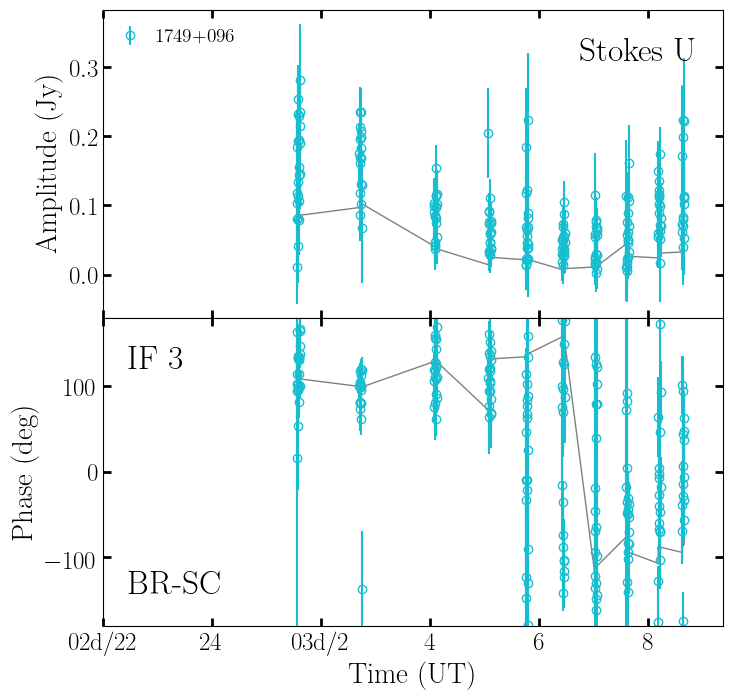 1749+096
Stokes U
Amplitude (Jy)
0.3
0.2
0.1
0.0
IF 3
BR-SC
Phase (deg)
100
0
−100
02d/22
24
03d/2
4
6
8
Time (UT)